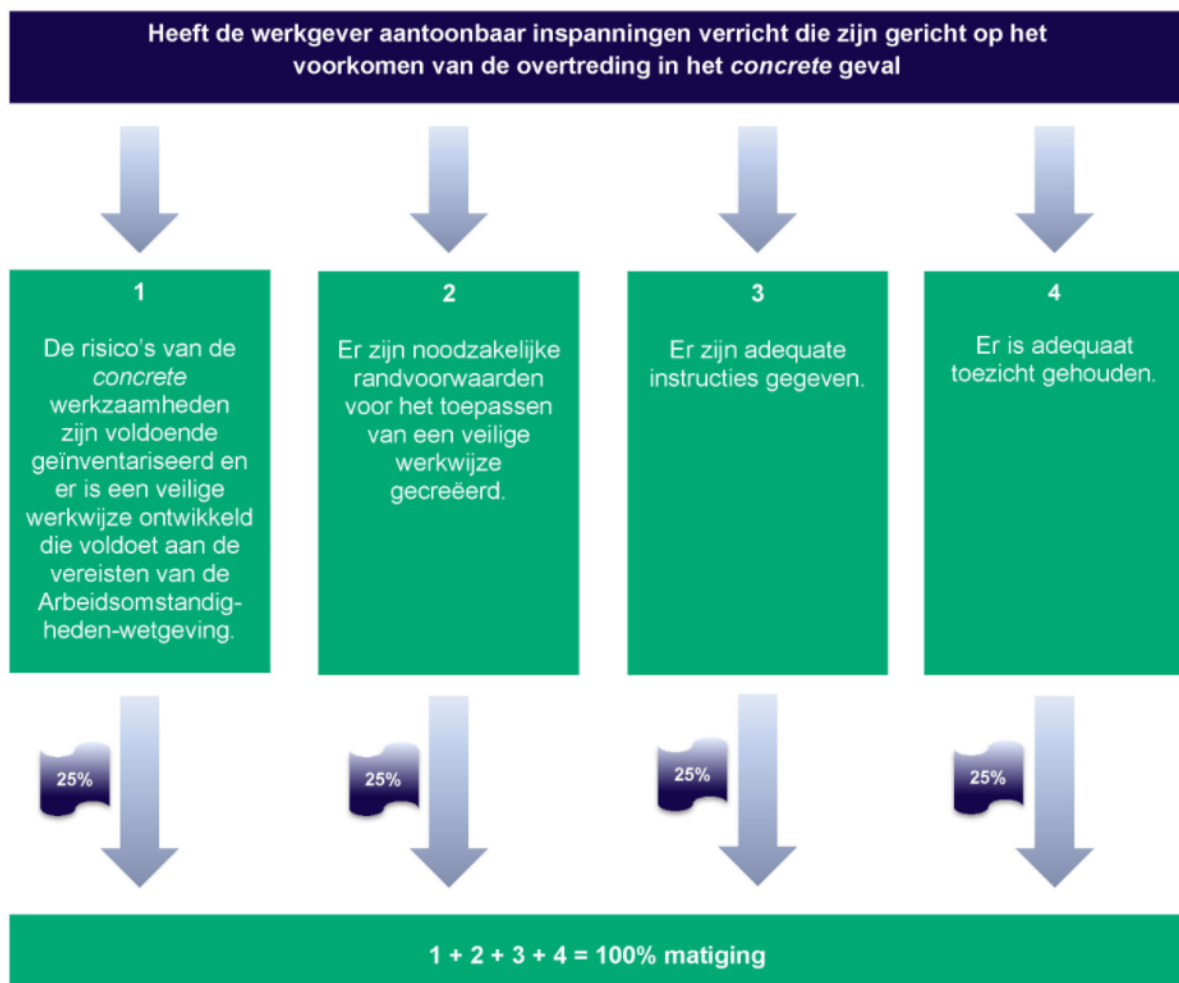 Heeft de werkgever aantoonbaar inspanningen verricht die zijn gericht op het
voorkomen van de overtreding in het concrete geval
1
De risico's van de
concrete
werkzaamheden
zijn voldoende
geïnventariseerd en
er is een veilige
werkwijze ontwikkeld
die voldoet aan de
vereisten van de
Arbeidsomstandig-
heden-wetgeving.
2
Er zijn noodzakelijke
randvoorwaarden
voor het toepassen
van een veilige
werkwijze
gecreëerd.
3
Er zijn adequate
instructies gegeven.
4
Er is adequaat
toezicht gehouden.
25%
25%
25%
25%
1 + 2 + 3 + 4 = 100% matiging